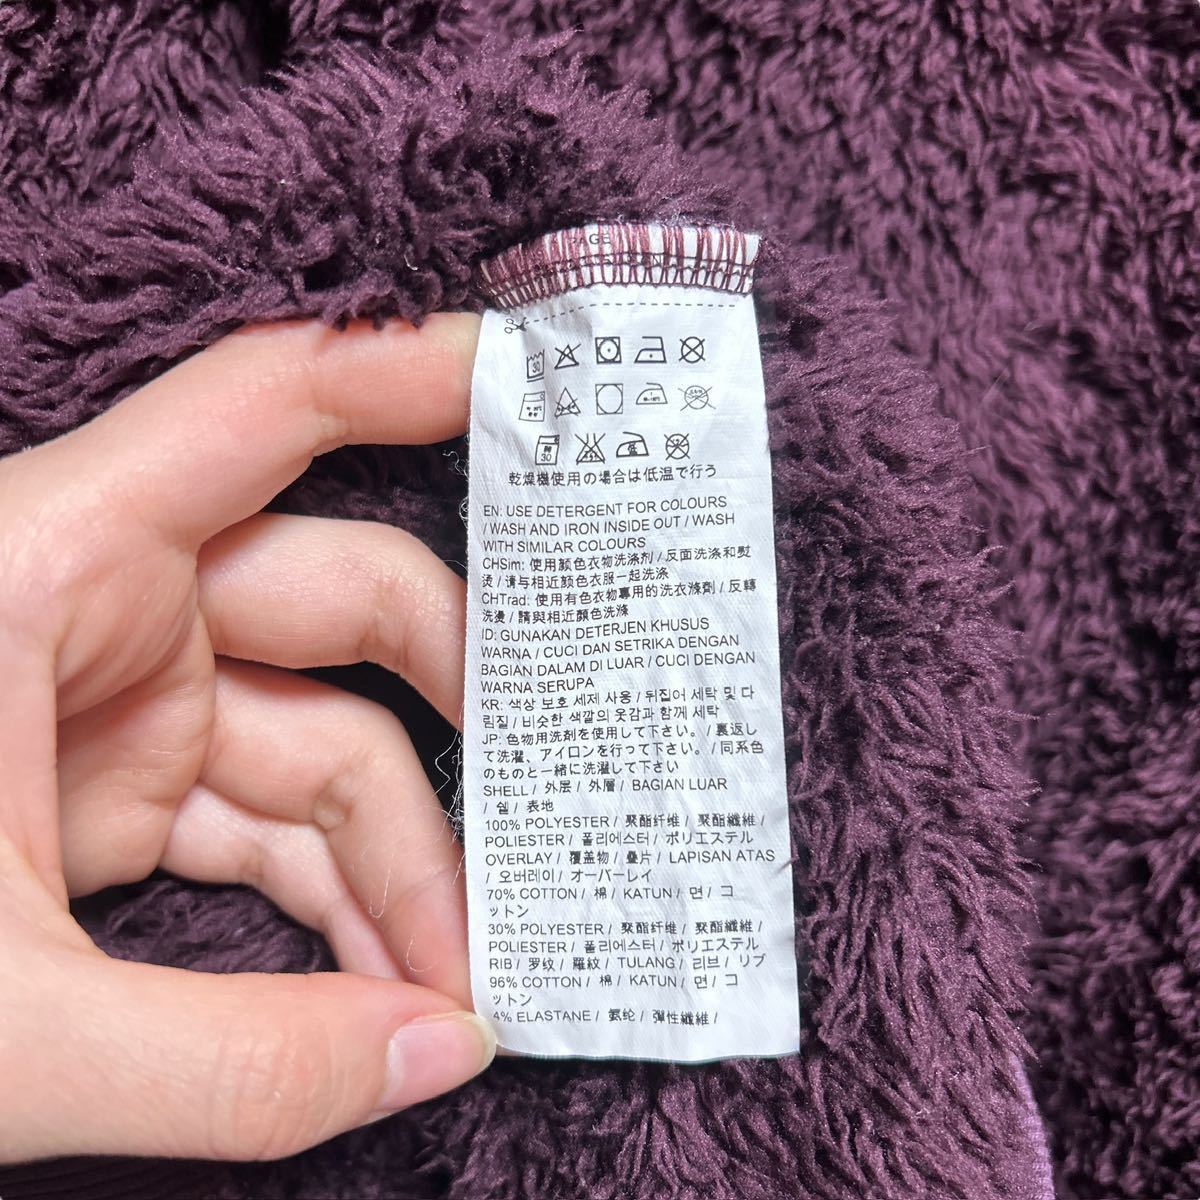 PAGE
30
乾燥機使用の場合は低温で行う
EN: USE DETERGENT FOR COLOURS
/ WASH AND IRON INSIDE OUT / WASH
WITH SIMILAR COLOURS
CHSim: 使用颜色衣物洗涤剂 / 反面洗涤和熨
烫 / 请与相近颜色衣服一起洗涤
CHTrad: 使用有色衣物專用的洗衣滌劑 / 反轉
洗燙 / 請與相近顏色洗滌
ID: GUNAKAN DETERJEN KHUSUS
WARNA / CUCI DAN SETRIKA DENGAN
BAGIAN DALAM DI LUAR / CUCI DENGAN
WARNA SERUPA
KR: 색상 보호 세제 사용 / 뒤집어 세탁 및 다
림질 / 비슷한 색깔의 옷감과 함께 세탁
JP: 色物用洗剤を使用して下さい。 / 裏返し
て洗濯、アイロンを行って下さい。 / 同系色
のものと一緒に洗濯して下さい
SHELL / 外层 / 外層 / BAGIAN LUAR
/ 쉘 / 表地
100% POLYESTER / 聚酯纤维 / 聚酯纖維 /
POLIESTER / 폴리에스터 / ポリエステル
OVERLAY / 覆盖物 / 疊片 / LAPISAN ATAS
/ 오버레이 / オーバーレイ
70% COTTON / 棉 / KATUN / 면 / コ
ットン
30% POLYESTER / 聚酯纤维 / 聚酯纖維 /
POLIESTER / 폴리에스터 / ポリエステル
RIB / 罗纹 / 羅紋 / TULANG / 리브 / リブ
96% COTTON / 棉 / KATUN / 면 / コ
ットン
4% ELASTANE / 氨纶 / 彈性纖維 /